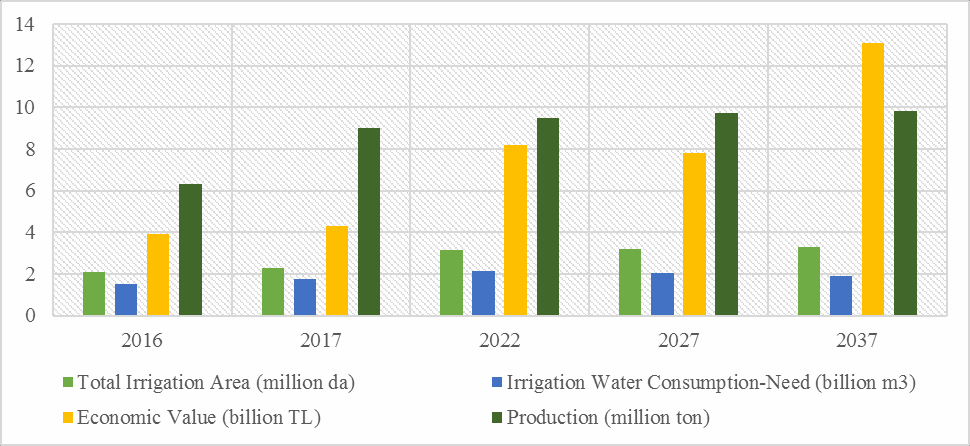 14
12
10
8
6
4
2
0
2016 2017 2022 2027 2037
Total Irrigation Area (million da) Irrigation Water Consumption-Need (billion m3)
Economic Value (billion TL) Production (million ton)